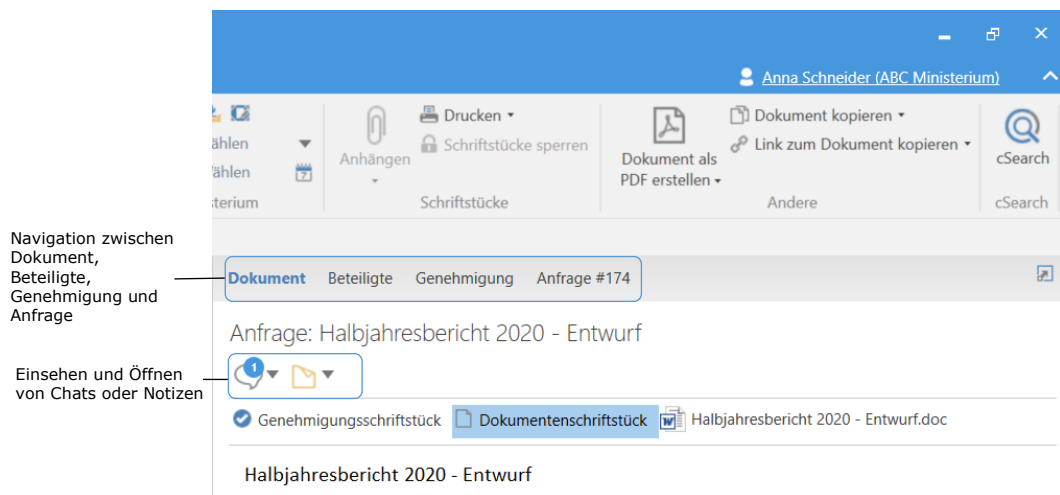 Anna Schneider (ABC Ministerium)
Drucken
Dokument kopieren
ählen
Anhängen
Schriftstücke sperren
Dokument als
PDF erstellen
Link zum Dokument kopieren
cSearch
ählen
7
sterium
Schriftstücke
Andere
cSearch
Navigation zwischen
Dokument,
Beteiligte,
Genehmigung und
Anfrage
Dokument Beteiligte Genehmigung Anfrage #174
Anfrage: Halbjahresbericht 2020 - Entwurf
Einsehen und Öffnen
von Chats oder Notizen
1
Genehmigungsschriftstück Dokumentenschriftstück Halbjahresbericht 2020 - Entwurf.doc
Halbjahresbericht 2020 - Entwurf